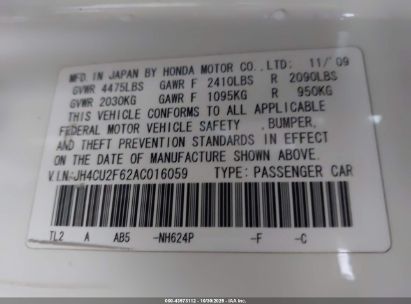 MFD. IN JAPAN BY HONDA MOTOR CO., LTD: 11/'09
GVWR 4475LBS GAWR F 2410LBS R 2090LBS
GVWR 2030KG GAWR F 1095KG R 950KG
THIS VEHICLE CONFORMS TO ALL APPLICABLE
FEDERAL MOTOR VEHICLE SAFETY , BUMPER,
AND THEFT PREVENTION STANDARDS IN EFFECT
ON THE DATE OF MANUFACTURE SHOWN ABOVE.
V.I.N:JH4CU2F62AC016059 TYPE: PASSENGER CAR
TL2 A AB5 -NH624P -F -C